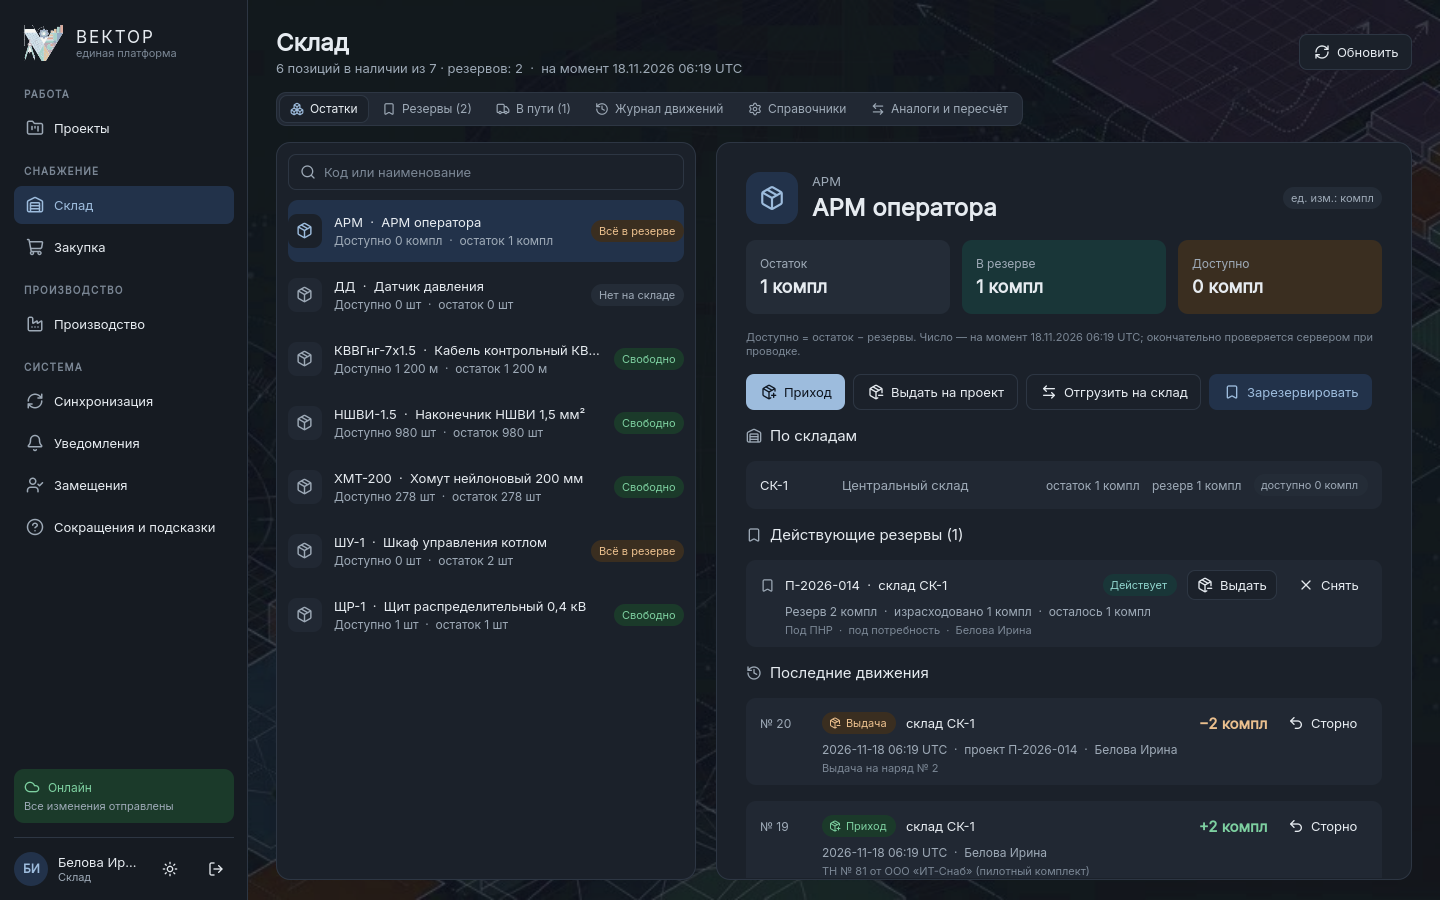 ВЕКТОР
единая платформа
РАБОТА
Проекты
СНАБЖЕНИЕ
Склад
Закупка
ПРОИЗВОДСТВО
Производство
СИСТЕМА
Синхронизация
Уведомления
Замещения
Сокращения и подсказки
Онлайн
Все изменения отправлены
БИ
Белова Ир...
Склад
Склад
6 позиций в наличии из 7 · резервов: 2 · на момент 18.11.2026 06:19 UTC
Обновить
Остатки
Резервы (2)
В пути (1)
Журнал движений
Справочники
Аналоги и пересчёт
Код или наименование
АРМ · АРМ оператора
Доступно 0 компл · остаток 1 компл
Всё в резерве
ДД · Датчик давления
Доступно 0 шт · остаток 0 шт
Нет на складе
КВВГнг-7х1.5 · Кабель контрольный КВ...
Доступно 1 200 м · остаток 1 200 м
Свободно
НШВИ-1.5 · Наконечник НШВИ 1,5 мм²
Доступно 980 шт · остаток 980 шт
Свободно
ХМТ-200 · Хомут нейлоновый 200 мм
Доступно 278 шт · остаток 278 шт
Свободно
ШУ-1 · Шкаф управления котлом
Доступно 0 шт · остаток 2 шт
Всё в резерве
ЩР-1 · Щит распределительный 0,4 кВ
Доступно 1 шт · остаток 1 шт
Свободно
АРМ
АРМ оператора
ед. изм.: компл
Остаток
1 компл
В резерве
1 компл
Доступно
0 компл
Доступно = остаток − резервы. Число — на момент 18.11.2026 06:19 UTC; окончательно проверяется сервером при
проводке.
Приход
Выдать на проект
Отгрузить на склад
Зарезервировать
По складам
СК-1
Центральный склад
остаток 1 компл
резерв 1 компл
доступно 0 компл
Действующие резервы (1)
П-2026-014 · склад СК-1
Действует
Выдать
Снять
Резерв 2 компл · израсходовано 1 компл · осталось 1 компл
Под ПНР · под потребность · Белова Ирина
Последние движения
№ 20
Выдача
склад СК-1
−2 компл
Сторно
2026-11-18 06:19 UTC · проект П-2026-014 · Белова Ирина
Выдача на наряд № 2
№ 19
Приход
склад СК-1
+2 компл
Сторно
2026-11-18 06:19 UTC · Белова Ирина
ТН № 81 от ООО «ИТ-Снаб» (пилотный комплект)